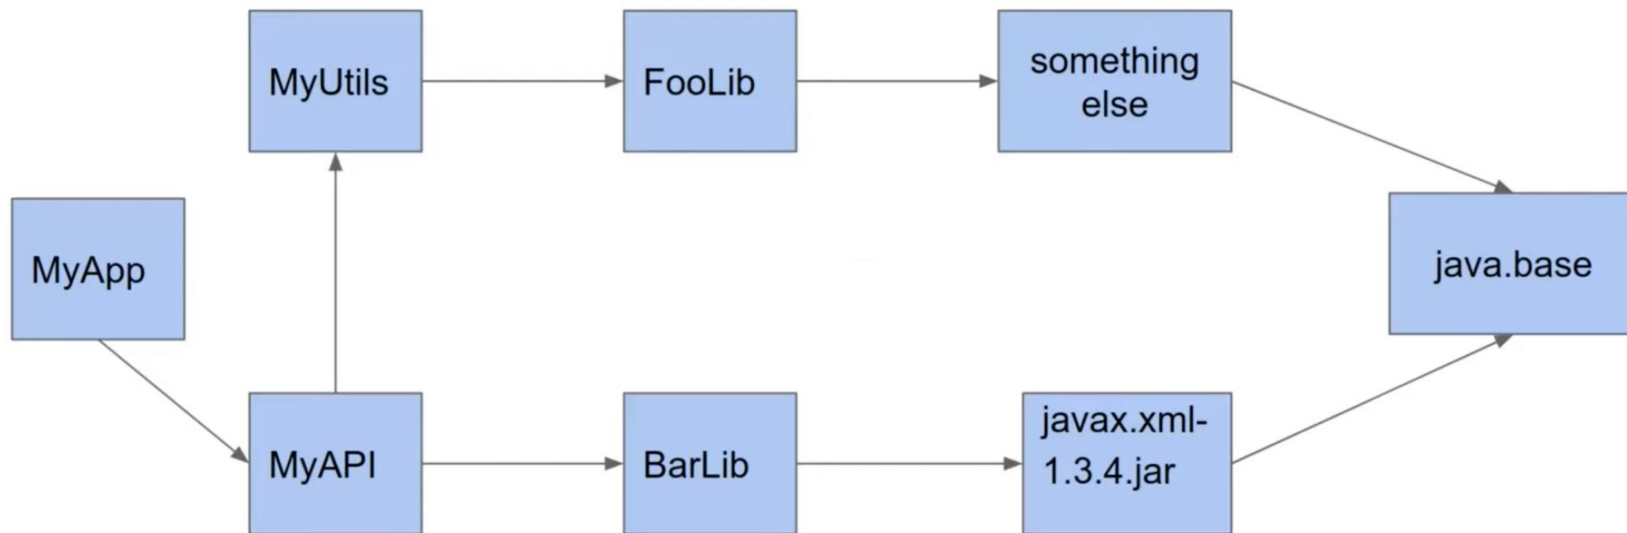 MyUtils
FooLib
something
else
MyApp
java.base
MyAPI
BarLib
javax.xml-
1.3.4.jar